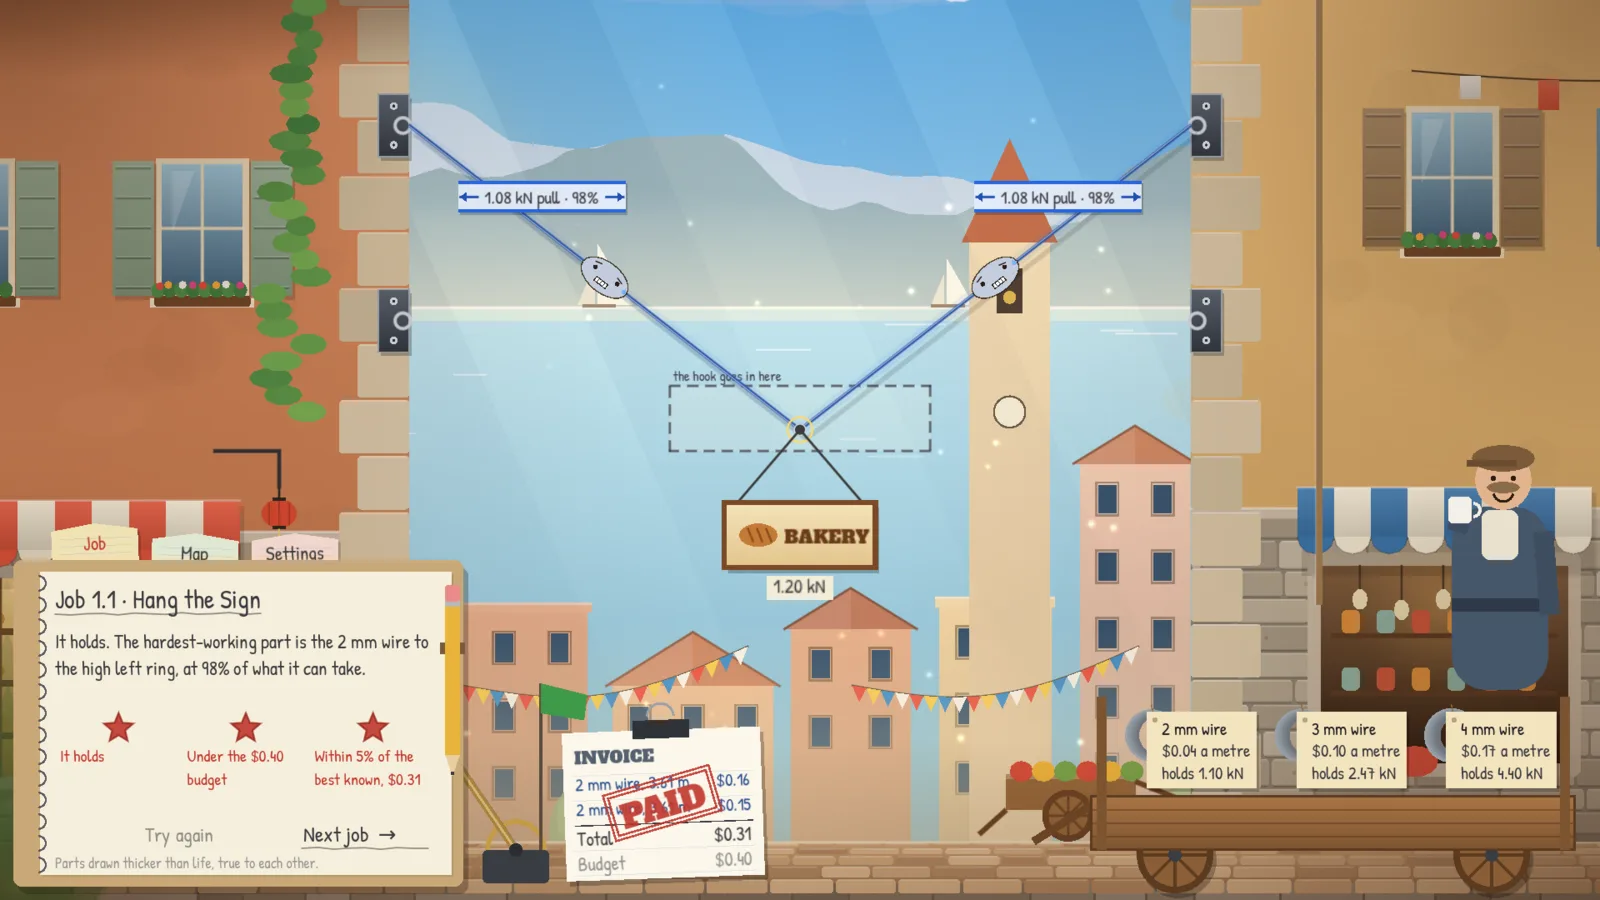 1.08 kN pull · 98%
1.08 kN pull · 98%
the hook goes in here
BAKERY
1.20 kN
Job
Map
Settings
Job 1.1 · Hang the Sign
It holds. The hardest-working part is the 2 mm wire to
the high left ring, at 98% of what it can take.
It holds
Under the $0.40
budget
Within 5% of the
best known, $0.31
Try again
Next job →
Parts drawn thicker than life, true to each other.
INVOICE
2 mm wire, 3.61 m $0.16
2 mm $0.15
PAID
Total $0.31
Budget $0.40
2 mm wire
$0.04 a metre
holds 1.10 kN
3 mm wire
$0.10 a metre
holds 2.47 kN
4 mm wire
$0.17 a metre
holds 4.40 kN